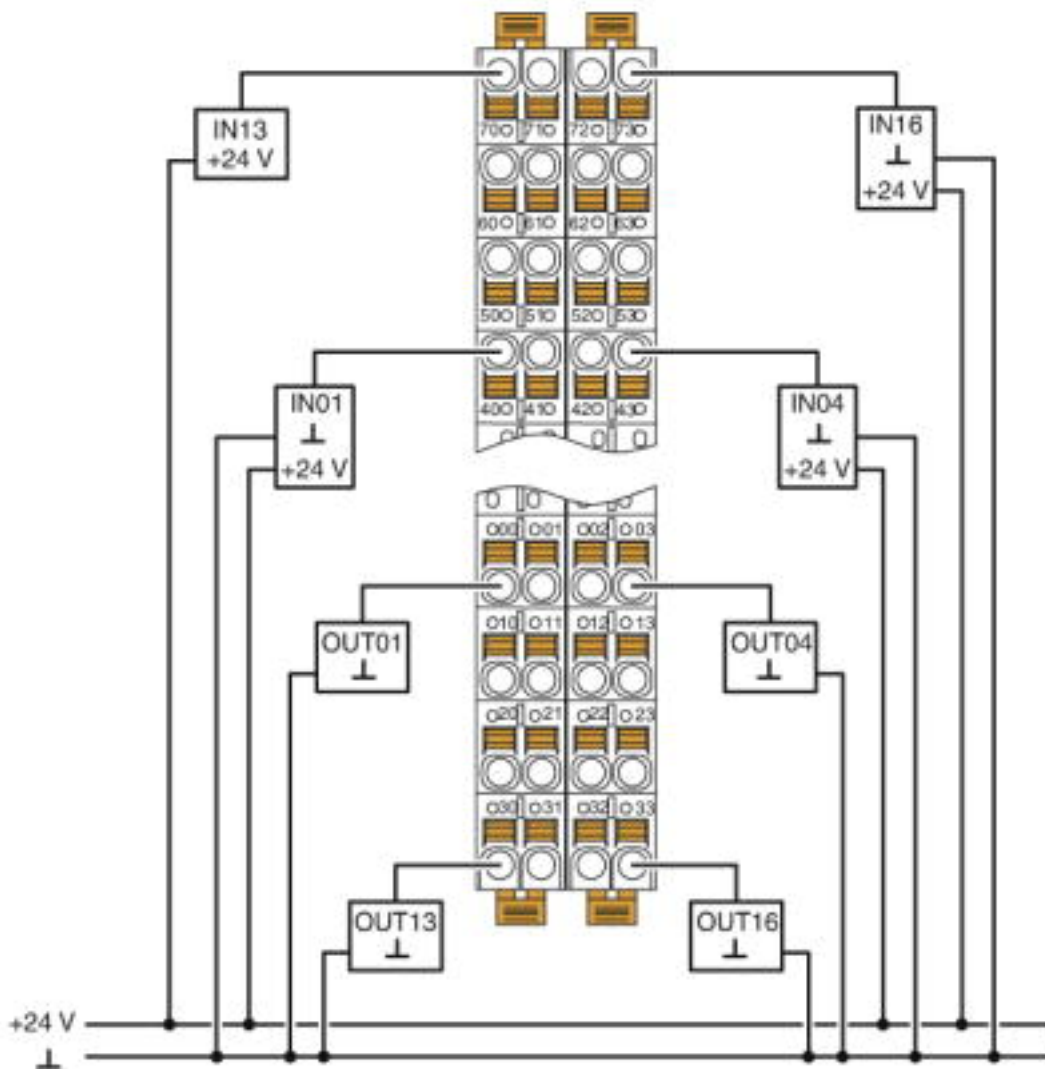 IN13
+24 V
70 71 72 73
IN16
⊥
+24 V
60 61 62 63
50 51 52 53
IN01
⊥
+24 V
40 41 42 43
IN04
⊥
+24 V
00 01 02 03
OUT01
⊥
10 11 12 13
OUT04
⊥
20 21 22 23
30 31 32 33
OUT13
⊥
OUT16
⊥
+24 V
⊥